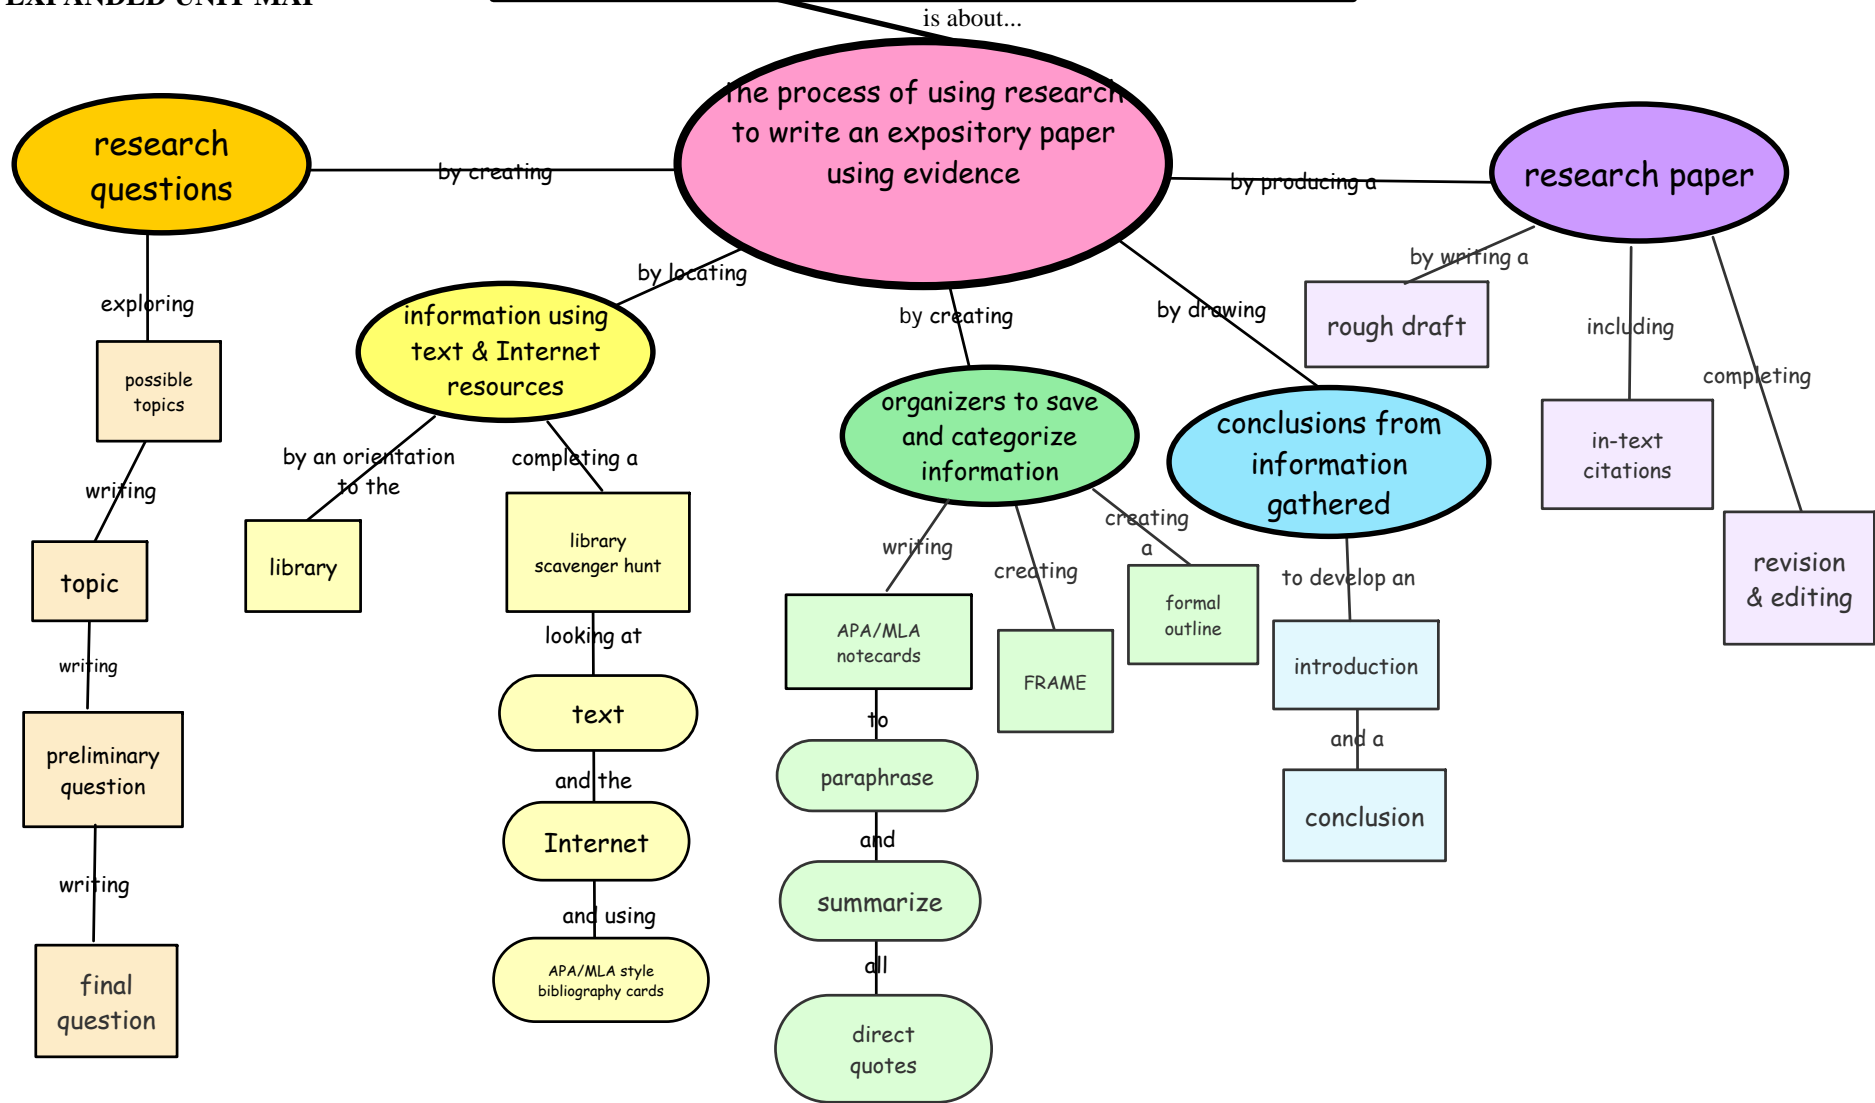 EXPANDED UNIT MAP
is about...
the process of using research
to write an expository paper
using evidence
by creating
research
questions
exploring
possible
topics
writing
topic
writing
preliminary
question
writing
final
question
by locating
information using
text & Internet
resources
by an orientation
to the
library
completing a
library
scavenger hunt
looking at
text
and the
Internet
and using
APA/MLA style
bibliography cards
by creating
organizers to save
and categorize
information
writing
APA/MLA
notecards
to
paraphrase
and
summarize
all
direct
quotes
creating
FRAME
creating
a
formal
outline
by drawing
conclusions from
information
gathered
to develop an
introduction
and a
conclusion
by producing a
research paper
by writing a
rough draft
including
in-text
citations
completing
revision
& editing